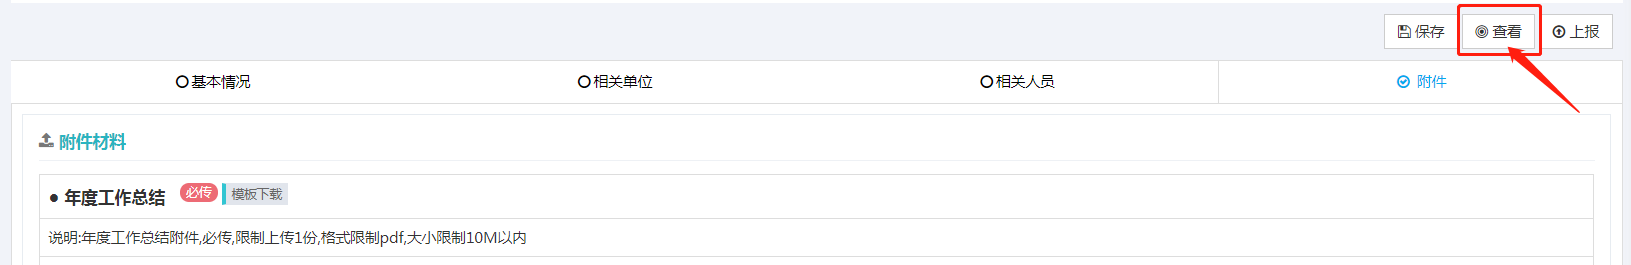 保存 查看 上报
基本情况 相关单位 相关人员 附件
附件材料
● 年度工作总结 必传 模板下载
说明:年度工作总结附件,必传,限制上传1份,格式限制pdf,大小限制10M以内